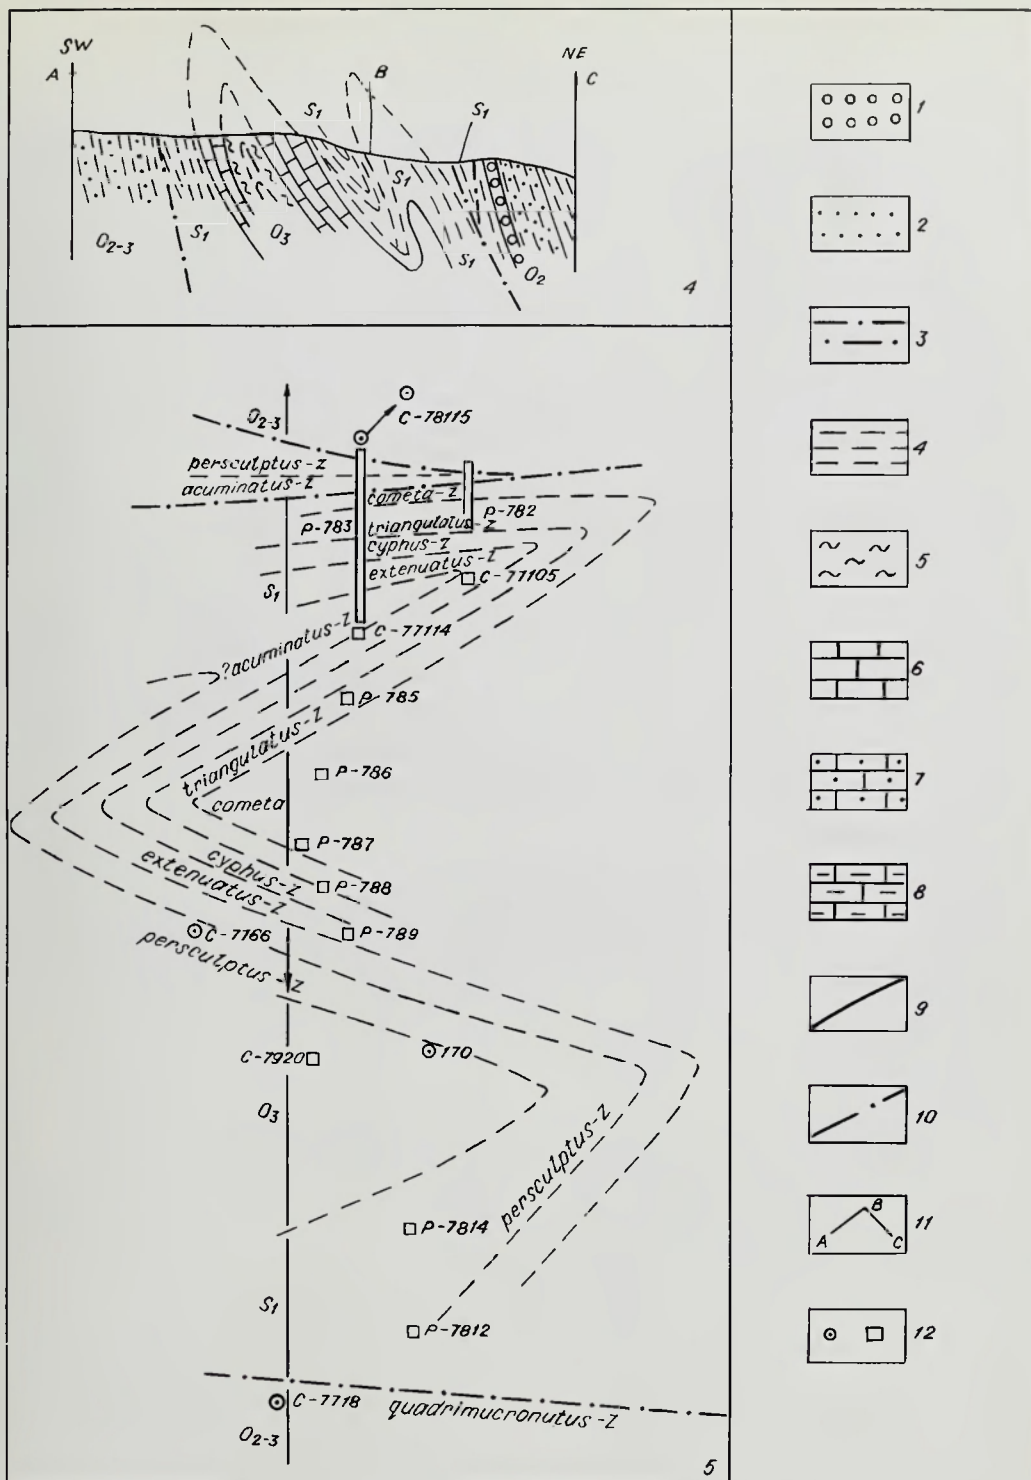 SW
NE
A
B
C
S1
S1
S1
S1
O3
S1
O2-3
O2
4
O2-3
C-78115
persculptus-Z
acuminatus-Z
cometa-Z
P-783
P-782
triangulatus-Z
cyphus-Z
extenuatus-Z
C-77105
S1
C-77114
?acuminatus-Z
P-785
triangulatus-Z
P-786
cometa
P-787
cyphus-Z
P-788
extenuatus-Z
C-7766
P-789
persculptus-Z
C-7920
170
O3
persculptus-Z
P-7814
S1
P-7812
C-7718
quadrimucronutus-Z
O2-3
5
1
2
3
4
5
6
7
8
9
10
A B C
11
12